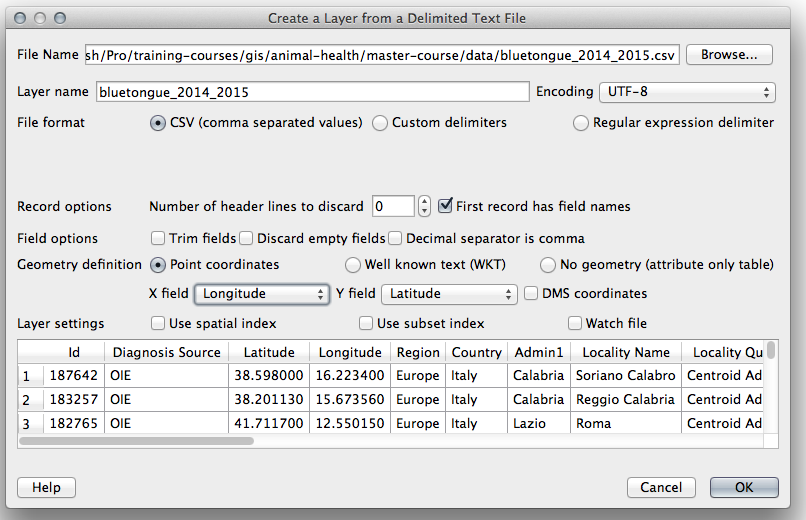 Create a Layer from a Delimited Text File
File Name sh/Pro/training-courses/gis/animal-health/master-course/data/bluetongue_2014_2015.csv Browse...
Layer name bluetongue_2014_2015 Encoding UTF-8
File format CSV (comma separated values) Custom delimiters Regular expression delimiter
Record options Number of header lines to discard 0 First record has field names
Field options Trim fields Discard empty fields Decimal separator is comma
Geometry definition Point coordinates Well known text (WKT) No geometry (attribute only table)
X field Longitude Y field Latitude DMS coordinates
Layer settings Use spatial index Use subset index Watch file
Id Diagnosis Source Latitude Longitude Region Country Admin1 Locality Name Locality Qu
1 187642 OIE 38.598000 16.223400 Europe Italy Calabria Soriano Calabro Centroid Ad
2 183257 OIE 38.201130 15.673560 Europe Italy Calabria Reggio Calabria Centroid Ad
3 182765 OIE 41.711700 12.550150 Europe Italy Lazio Roma Centroid Ad
Help Cancel OK